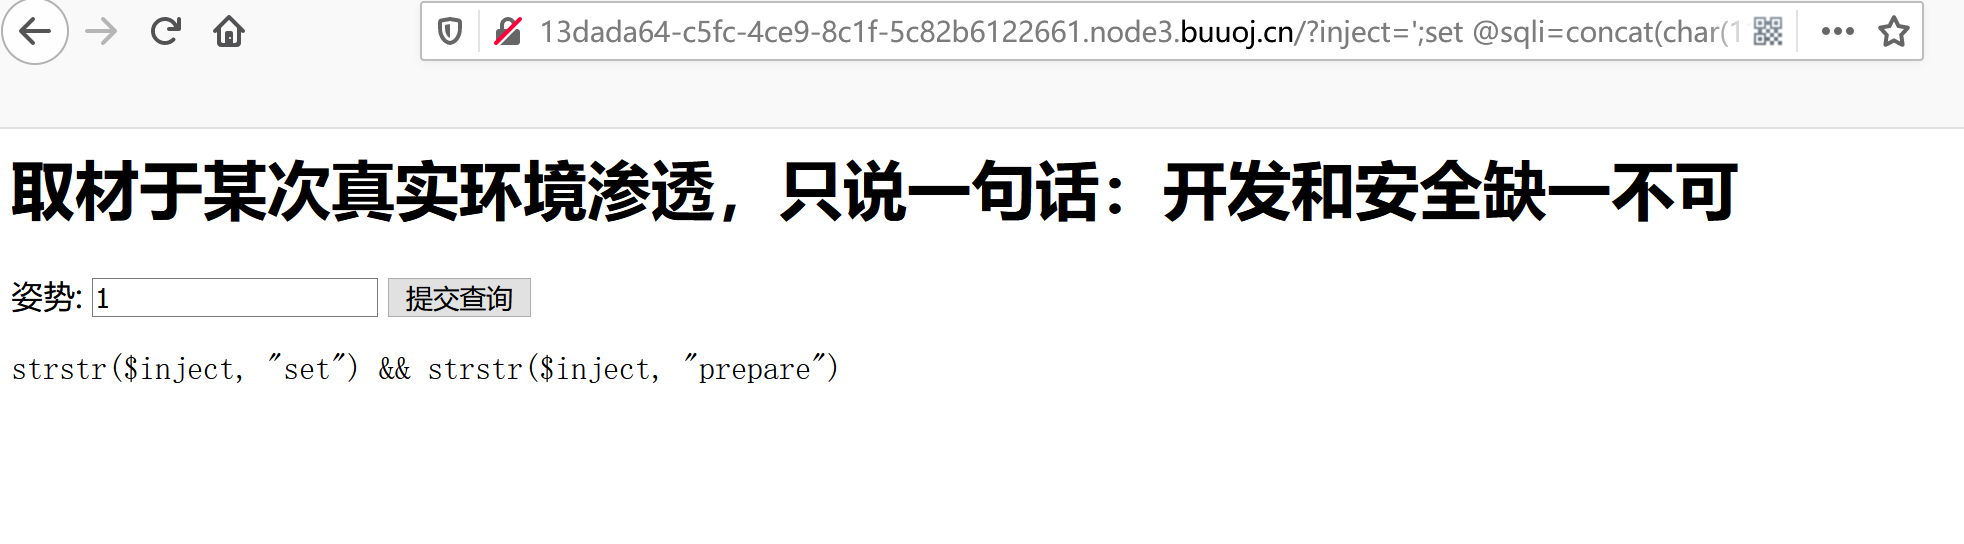 13dada64-c5fc-4ce9-8c1f-5c82b6122661.node3.buuoj.cn/?inject=';set @sqli=concat(char(1
取材于某次真实环境渗透，只说一句话：开发和安全缺一不可
姿势: 1 提交查询
strstr($inject, "set") && strstr($inject, "prepare")